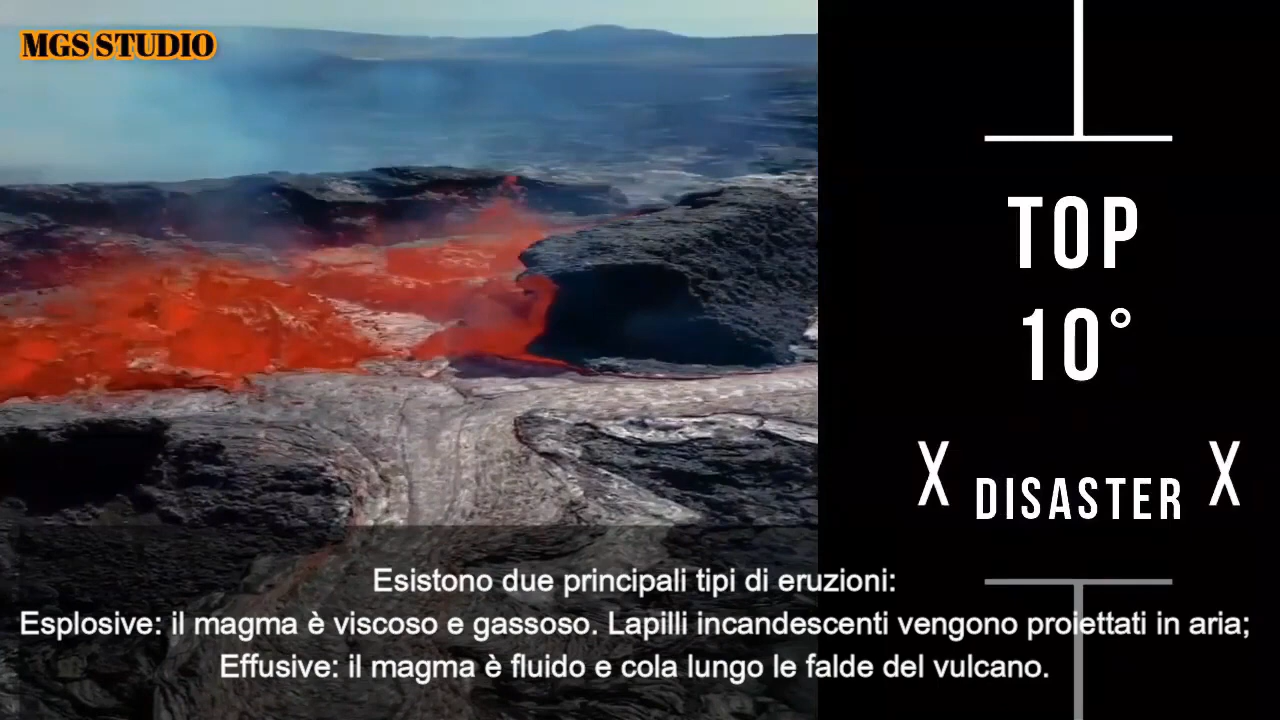 MGS STUDIO
TOP
10°
X DISASTER X
Esistono due principali tipi di eruzioni:
Esplosive: il magma è viscoso e gassoso. Lapilli incandescenti vengono proiettati in aria;
Effusive: il magma è fluido e cola lungo le falde del vulcano.